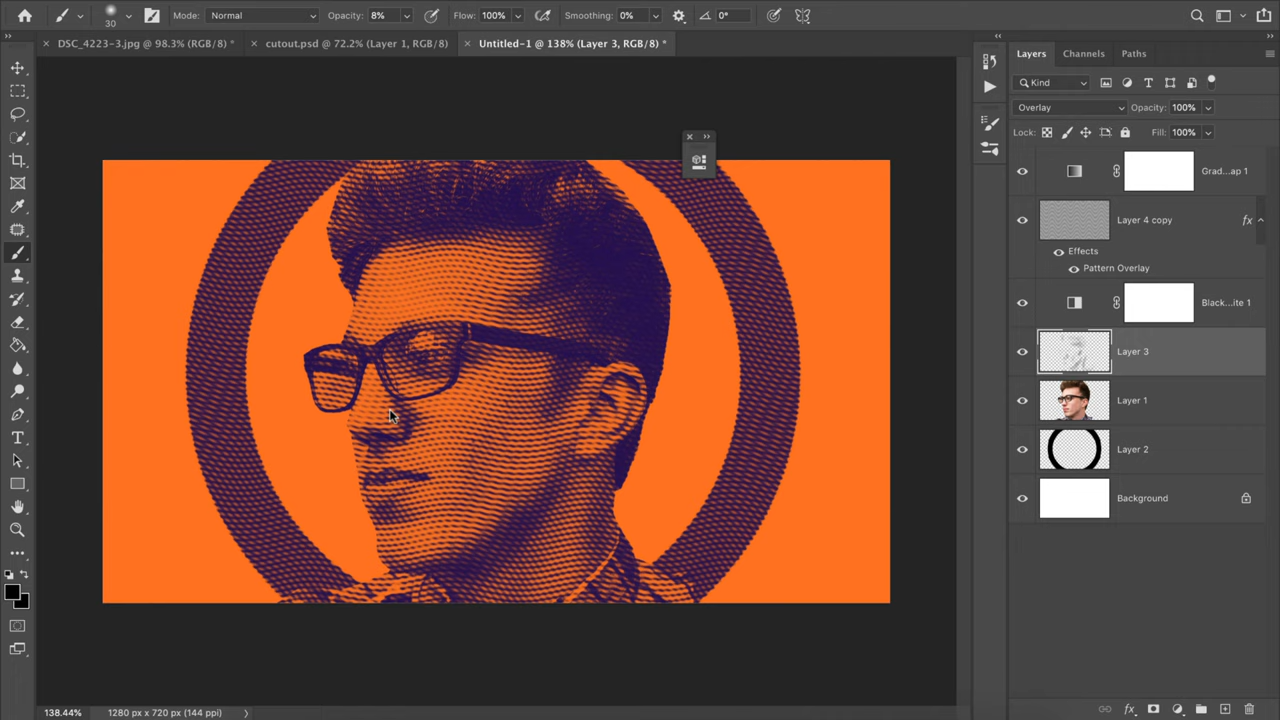 30 Mode: Normal Opacity: 8% Flow: 100% Smoothing: 0% 0°
DSC_4223-3.jpg @ 98.3% (RGB/8) * cutout.psd @ 72.2% (Layer 1, RGB/8) Untitled-1 @ 138% (Layer 3, RGB/8) *
Layers Channels Paths
Kind
Overlay Opacity: 100%
Lock: Fill: 100%
Grad...ap 1
Layer 4 copy fx
Effects
Pattern Overlay
Black...ite 1
Layer 3
Layer 1
Layer 2
Background
138.44% 1280 px x 720 px (144 ppi)
fx